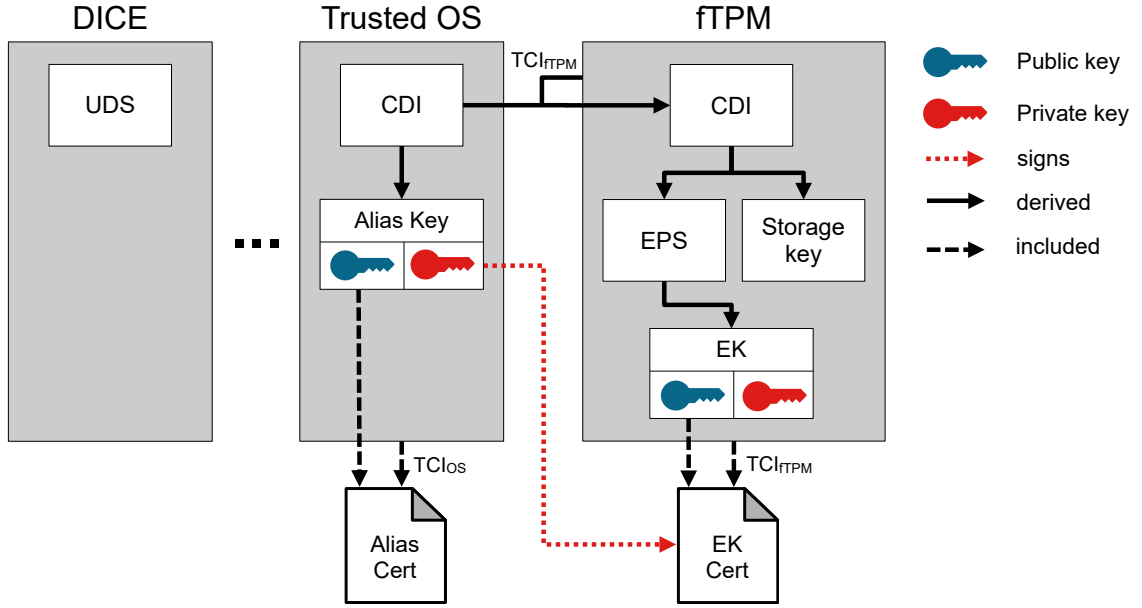 DICE
Trusted OS
fTPM
UDS
CDI
TCIfTPM
CDI
Public key
Private key
signs
derived
included
Alias Key
EPS
Storage
key
EK
TCIOS
TCIfTPM
Alias
Cert
EK
Cert